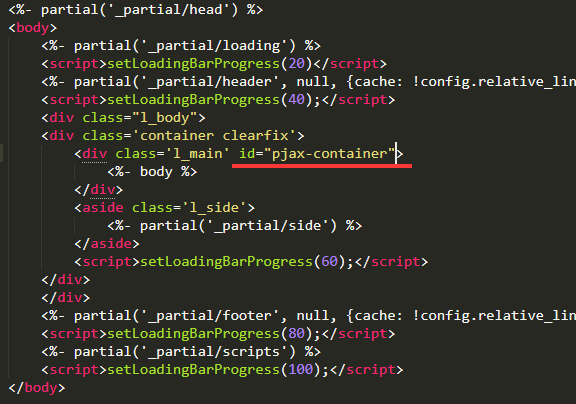 <%- partial('_partial/head') %>
<body>
<%- partial('_partial/loading') %>
<script>setLoadingBarProgress(20)</script>
<%- partial('_partial/header', null, {cache: !config.relative_lin
<script>setLoadingBarProgress(40);</script>
<div class="l_body">
<div class='container clearfix'>
<div class='l_main' id="pjax-container">
<%- body %>
</div>
<aside class='l_side'>
<%- partial('_partial/side') %>
</aside>
<script>setLoadingBarProgress(60);</script>
</div>
</div>
<%- partial('_partial/footer', null, {cache: !config.relative_lin
<script>setLoadingBarProgress(80);</script>
<%- partial('_partial/scripts') %>
<script>setLoadingBarProgress(100);</script>
</body>